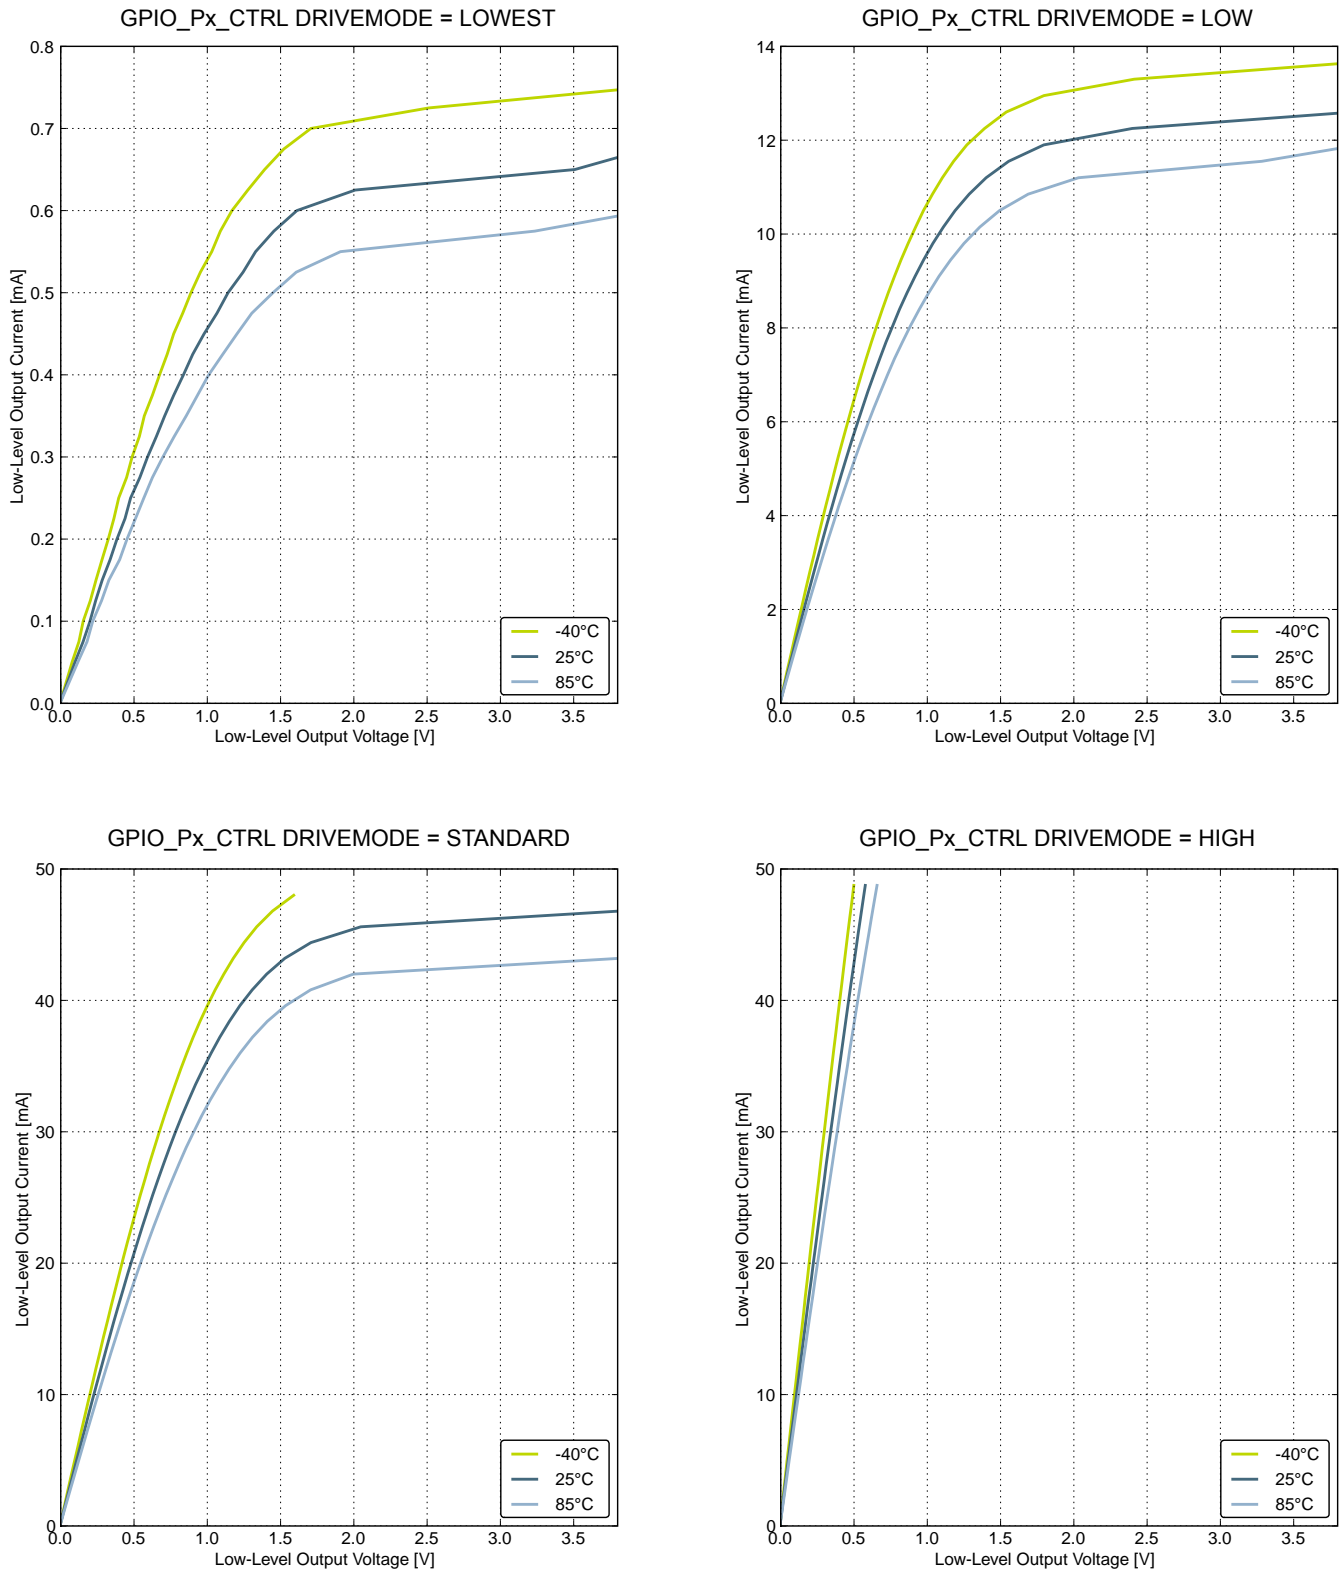 GPIO_Px_CTRL DRIVEMODE = LOWEST
0.8
0.7
0.6
0.5
0.4
0.3
0.2
0.1
0.0
Low-Level Output Current [mA]
-40°C
25°C
85°C
0.0 0.5 1.0 1.5 2.0 2.5 3.0 3.5
Low-Level Output Voltage [V]
GPIO_Px_CTRL DRIVEMODE = LOW
14
12
10
8
6
4
2
0
Low-Level Output Current [mA]
-40°C
25°C
85°C
0.0 0.5 1.0 1.5 2.0 2.5 3.0 3.5
Low-Level Output Voltage [V]
GPIO_Px_CTRL DRIVEMODE = STANDARD
50
40
30
20
10
0
Low-Level Output Current [mA]
-40°C
25°C
85°C
0.0 0.5 1.0 1.5 2.0 2.5 3.0 3.5
Low-Level Output Voltage [V]
GPIO_Px_CTRL DRIVEMODE = HIGH
50
40
30
20
10
0
Low-Level Output Current [mA]
-40°C
25°C
85°C
0.0 0.5 1.0 1.5 2.0 2.5 3.0 3.5
Low-Level Output Voltage [V]